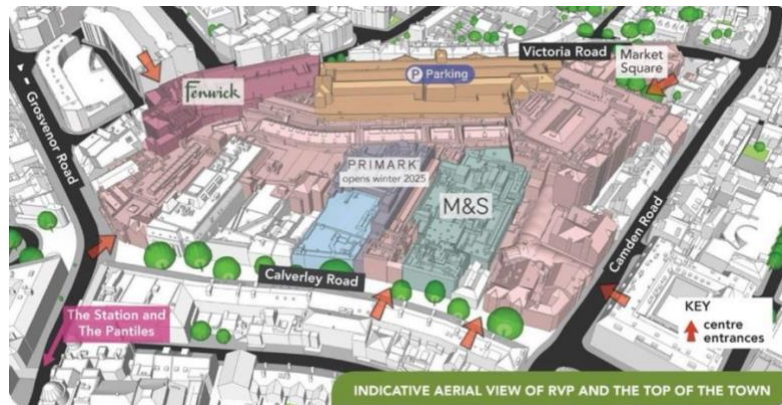 Victoria Road
Market
Square
P Parking
Fenwick
Grosvenor Road
PRIMARK
opens winter 2025
M&S
Camden Road
Calverley Road
The Station and
The Pantiles
KEY
centre
entrances
INDICATIVE AERIAL VIEW OF RVP AND THE TOP OF THE TOWN